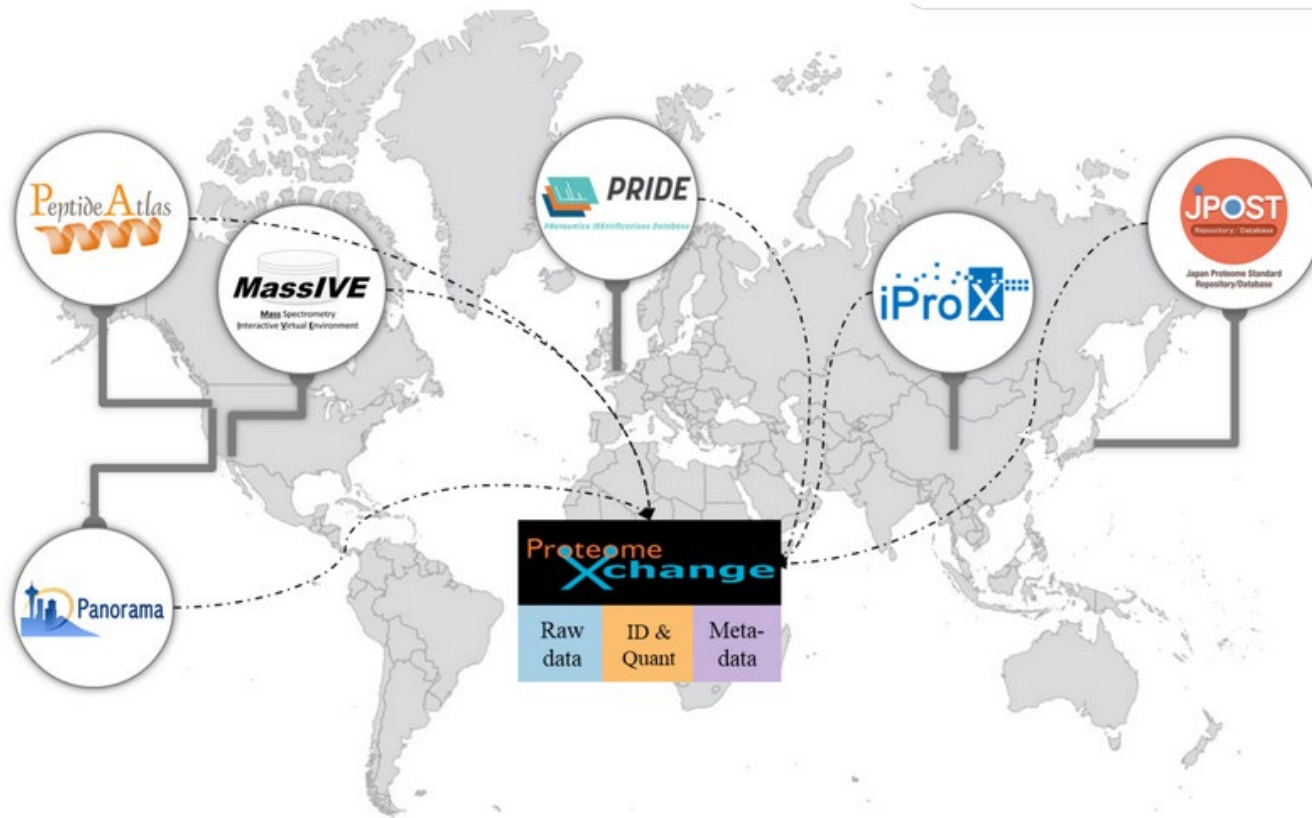 PeptideAtlas
MassIVE
Mass Spectrometry
Interactive Virtual Environment
PRIDE
PRoteomics IDEntifications Database
iProX
jPOST
Repository/Database
Japan Proteome Standard
Repository/Database
Panorama
Proteome
Xchange
Raw
data
ID &
Quant
Meta-
data